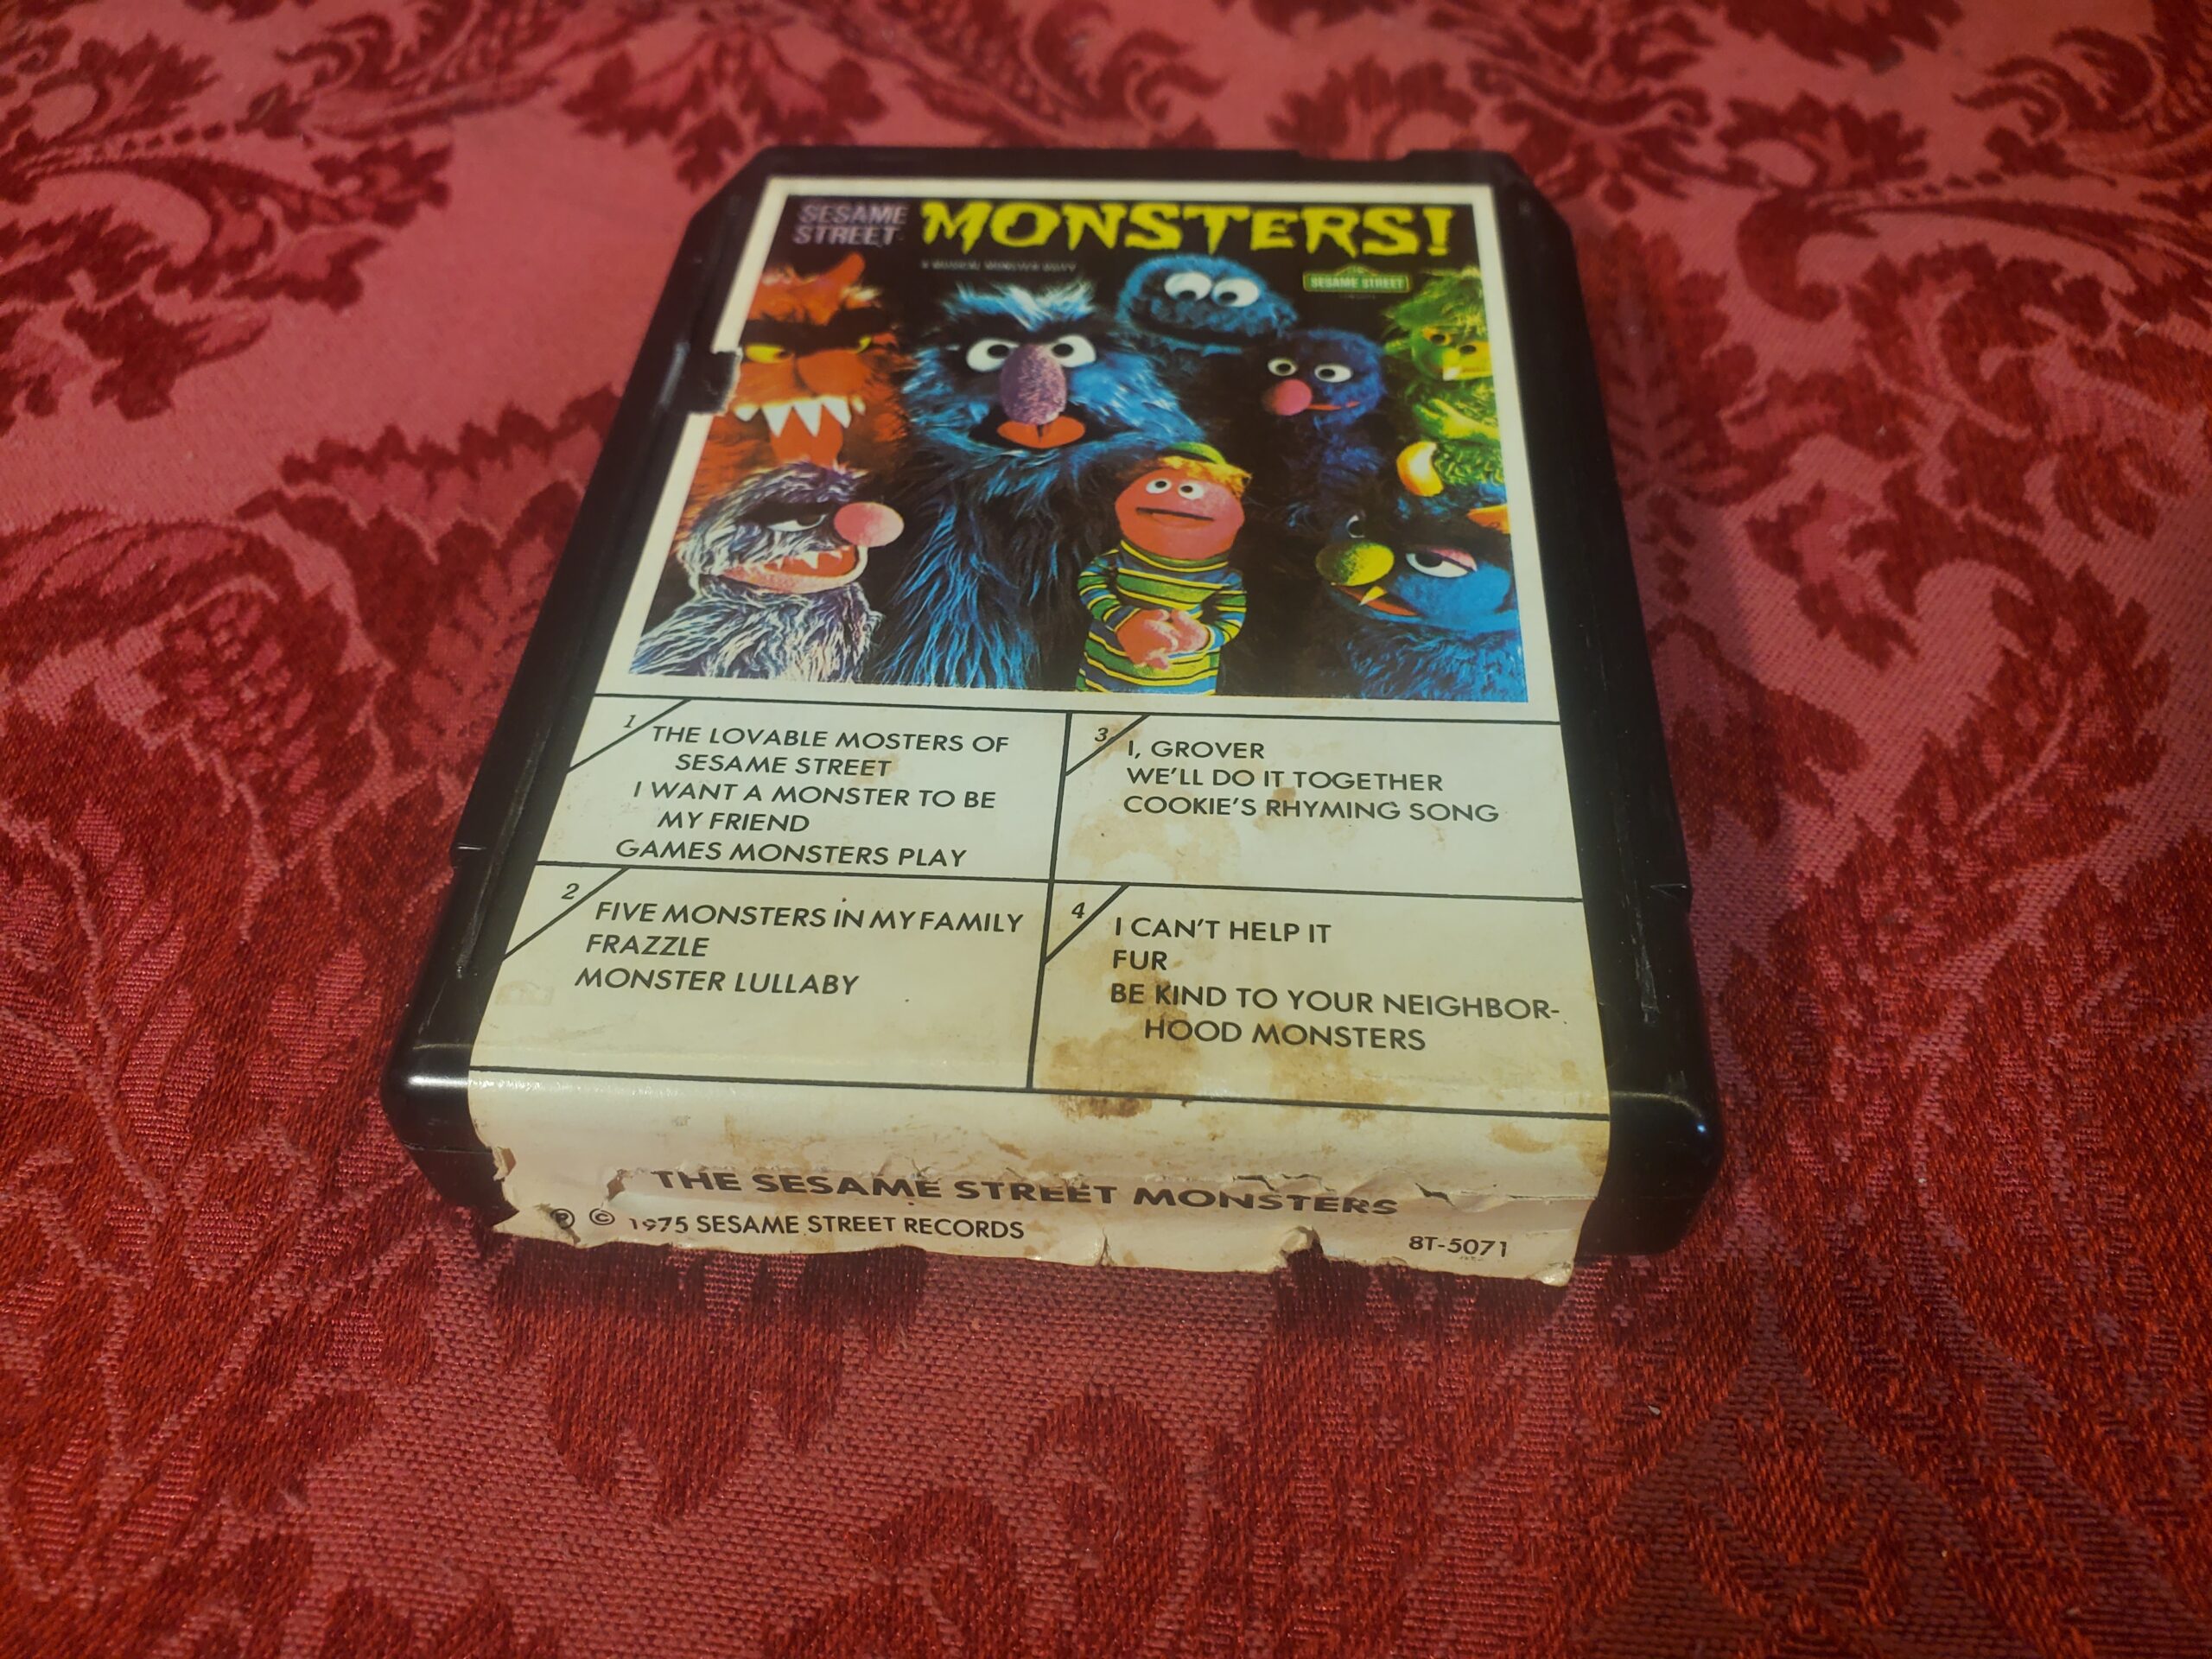 SESAME
STREET
MONSTERS!
SESAME STREET
1
THE LOVABLE MOSTERS OF
SESAME STREET
I WANT A MONSTER TO BE
MY FRIEND
GAMES MONSTERS PLAY
2
FIVE MONSTERS IN MY FAMILY
FRAZZLE
MONSTER LULLABY
3
I, GROVER
WE'LL DO IT TOGETHER
COOKIE'S RHYMING SONG
4
I CAN'T HELP IT
FUR
BE KIND TO YOUR NEIGHBOR-
HOOD MONSTERS
THE SESAME STREET MONSTERS
℗ © 1975 SESAME STREET RECORDS
8T-5071